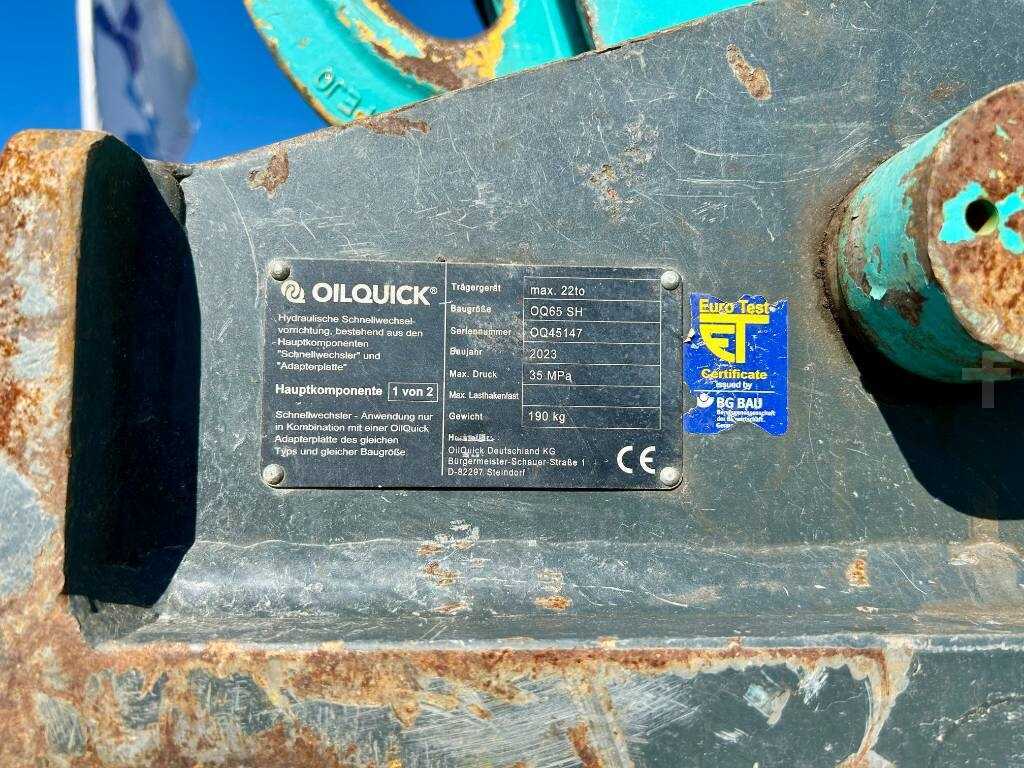 OILQUICK®
Hydraulische Schnellwechsel-
vorrichtung, bestehend aus den
Hauptkomponenten
"Schnellwechsler" und
"Adapterplatte"
Hauptkomponente 1 von 2
Schnellwechsler - Anwendung nur
in Kombination mit einer OilQuick
Adapterplatte des gleichen
Typs und gleicher Baugröße
Trägergerät max. 22to
Baugröße OQ65 SH
Seriennummer OQ45147
Baujahr 2023
Max. Druck 35 MPa
Max. Lasthakenlast
Gewicht 190 kg
OilQuick Deutschland KG
Bürgermeister-Schauer-Straße 1
D-82297 Steindorf
CE
Euro Test
ET
Certificate
issued by
BG BAU
Berufsgenossenschaft
der Bauwirtschaft